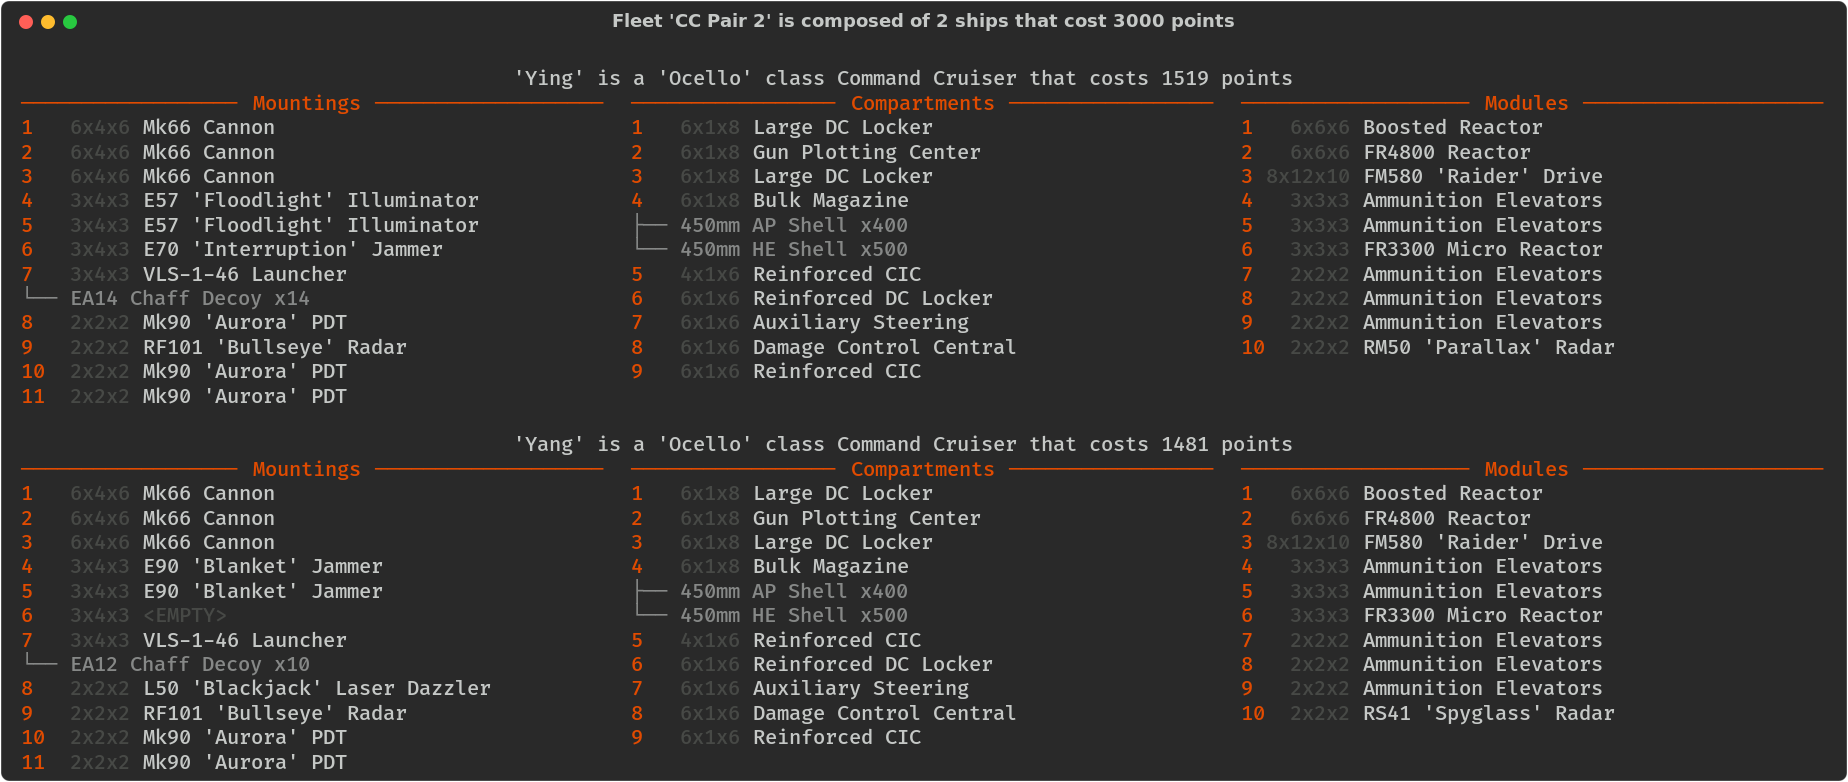 Fleet 'CC Pair 2' is composed of 2 ships that cost 3000 points
'Ying' is a 'Ocello' class Command Cruiser that costs 1519 points
Mountings Compartments Modules
1 6x4x6 Mk66 Cannon 1 6x1x8 Large DC Locker 1 6x6x6 Boosted Reactor
2 6x4x6 Mk66 Cannon 2 6x1x8 Gun Plotting Center 2 6x6x6 FR4800 Reactor
3 6x4x6 Mk66 Cannon 3 6x1x8 Large DC Locker 3 8x12x10 FM580 'Raider' Drive
4 3x4x3 E57 'Floodlight' Illuminator 4 6x1x8 Bulk Magazine 4 3x3x3 Ammunition Elevators
5 3x4x3 E57 'Floodlight' Illuminator ├── 450mm AP Shell x400 5 3x3x3 Ammunition Elevators
6 3x4x3 E70 'Interruption' Jammer └── 450mm HE Shell x500 6 3x3x3 FR3300 Micro Reactor
7 3x4x3 VLS-1-46 Launcher 5 4x1x6 Reinforced CIC 7 2x2x2 Ammunition Elevators
└── EA14 Chaff Decoy x14 6 6x1x6 Reinforced DC Locker 8 2x2x2 Ammunition Elevators
8 2x2x2 Mk90 'Aurora' PDT 7 6x1x6 Auxiliary Steering 9 2x2x2 Ammunition Elevators
9 2x2x2 RF101 'Bullseye' Radar 8 6x1x6 Damage Control Central 10 2x2x2 RM50 'Parallax' Radar
10 2x2x2 Mk90 'Aurora' PDT 9 6x1x6 Reinforced CIC
11 2x2x2 Mk90 'Aurora' PDT
'Yang' is a 'Ocello' class Command Cruiser that costs 1481 points
Mountings Compartments Modules
1 6x4x6 Mk66 Cannon 1 6x1x8 Large DC Locker 1 6x6x6 Boosted Reactor
2 6x4x6 Mk66 Cannon 2 6x1x8 Gun Plotting Center 2 6x6x6 FR4800 Reactor
3 6x4x6 Mk66 Cannon 3 6x1x8 Large DC Locker 3 8x12x10 FM580 'Raider' Drive
4 3x4x3 E90 'Blanket' Jammer 4 6x1x8 Bulk Magazine 4 3x3x3 Ammunition Elevators
5 3x4x3 E90 'Blanket' Jammer ├── 450mm AP Shell x400 5 3x3x3 Ammunition Elevators
6 3x4x3 <EMPTY> └── 450mm HE Shell x500 6 3x3x3 FR3300 Micro Reactor
7 3x4x3 VLS-1-46 Launcher 5 4x1x6 Reinforced CIC 7 2x2x2 Ammunition Elevators
└── EA12 Chaff Decoy x10 6 6x1x6 Reinforced DC Locker 8 2x2x2 Ammunition Elevators
8 2x2x2 L50 'Blackjack' Laser Dazzler 7 6x1x6 Auxiliary Steering 9 2x2x2 Ammunition Elevators
9 2x2x2 RF101 'Bullseye' Radar 8 6x1x6 Damage Control Central 10 2x2x2 RS41 'Spyglass' Radar
10 2x2x2 Mk90 'Aurora' PDT 9 6x1x6 Reinforced CIC
11 2x2x2 Mk90 'Aurora' PDT